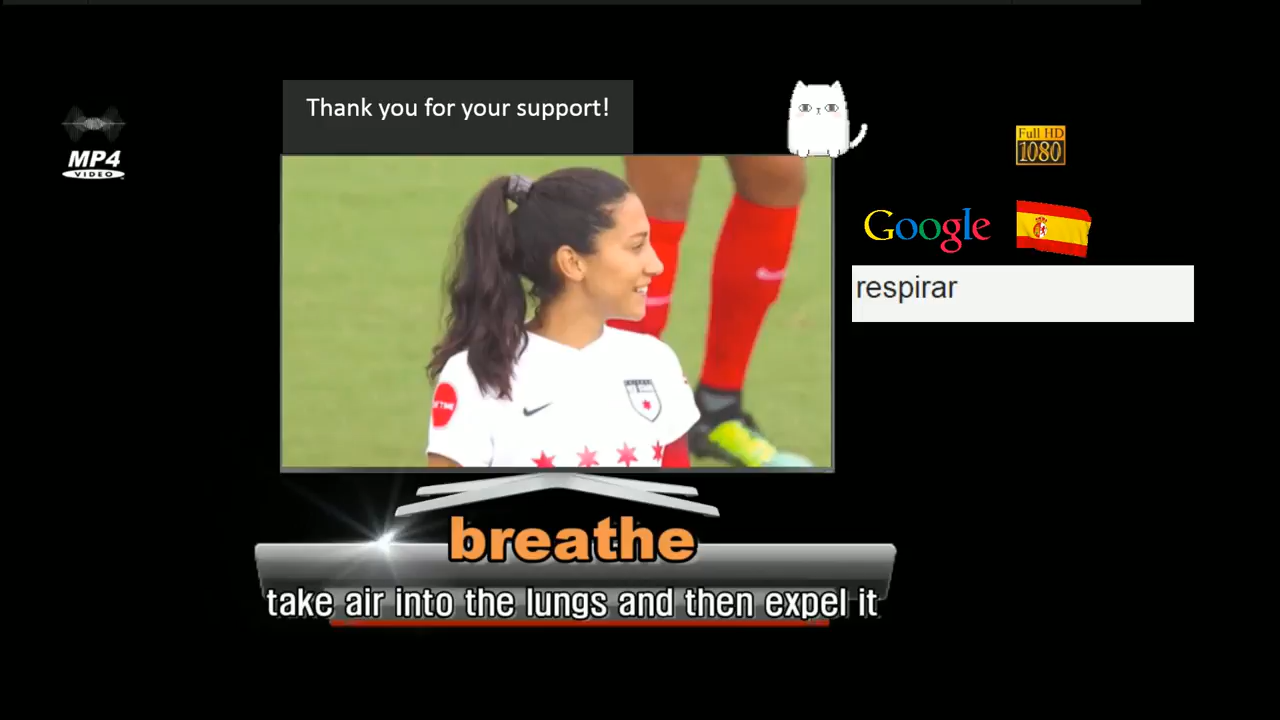 Thank you for your support!
MP4
VIDEO
Full HD
1080
Google
respirar
breathe
take air into the lungs and then expel it